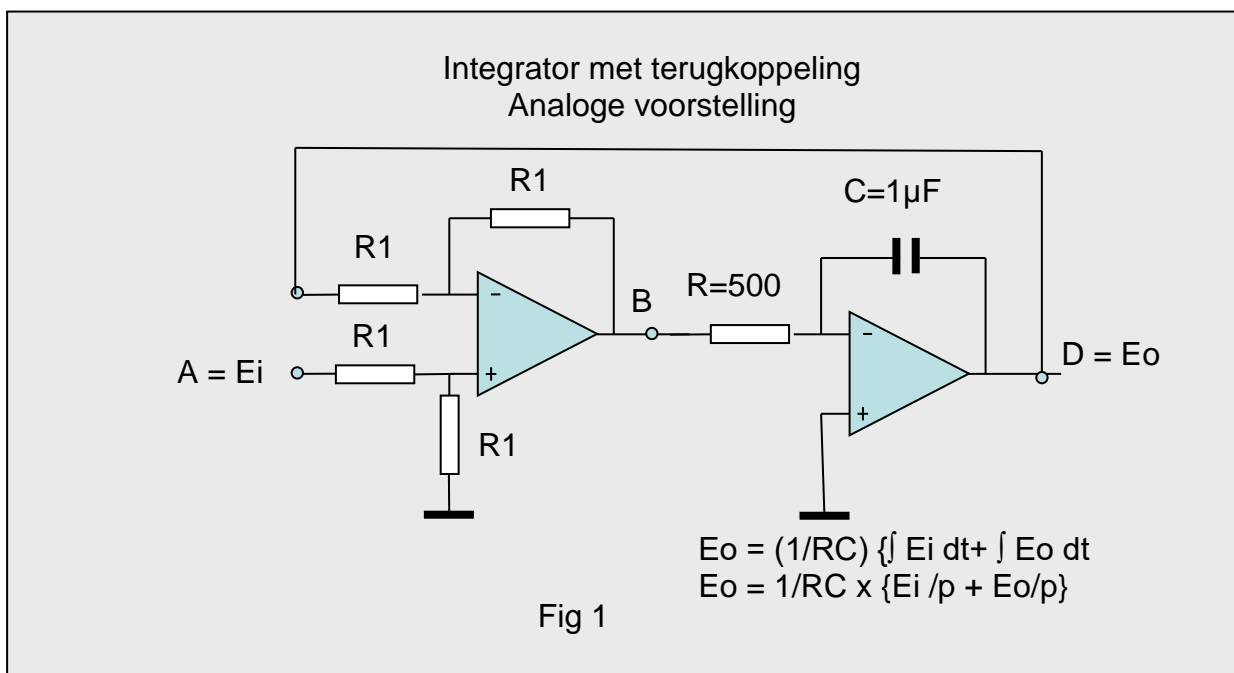 Integrator met terugkoppeling
Analoge voorstelling
R1
C=1µF
R1
R=500
B
−
−
R1
A = Ei
+
D = Eo
+
R1
Eo = (1/RC) {∫ Ei dt+ ∫ Eo dt
Eo = 1/RC x {Ei /p + Eo/p}
Fig 1